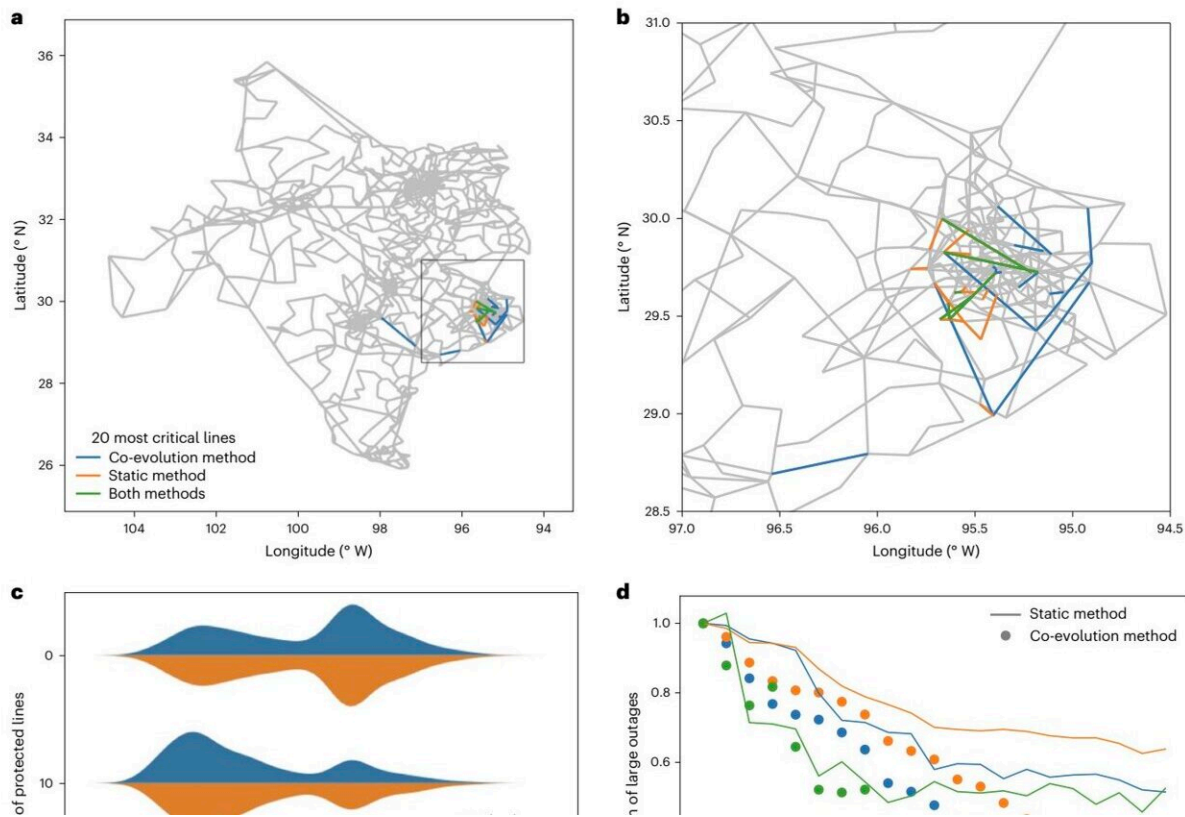 a
36
34
32
30
28
26
Latitude (° N)
20 most critical lines
Co-evolution method
Static method
Both methods
104
102
100
98
96
94
Longitude (° W)
b
31.0
30.5
30.0
29.5
29.0
28.5
Latitude (° N)
97.0
96.5
96.0
95.5
95.0
94.5
Longitude (° W)
c
0
10
of protected lines
d
1.0
0.8
0.6
of large outages
Static method
Co-evolution method